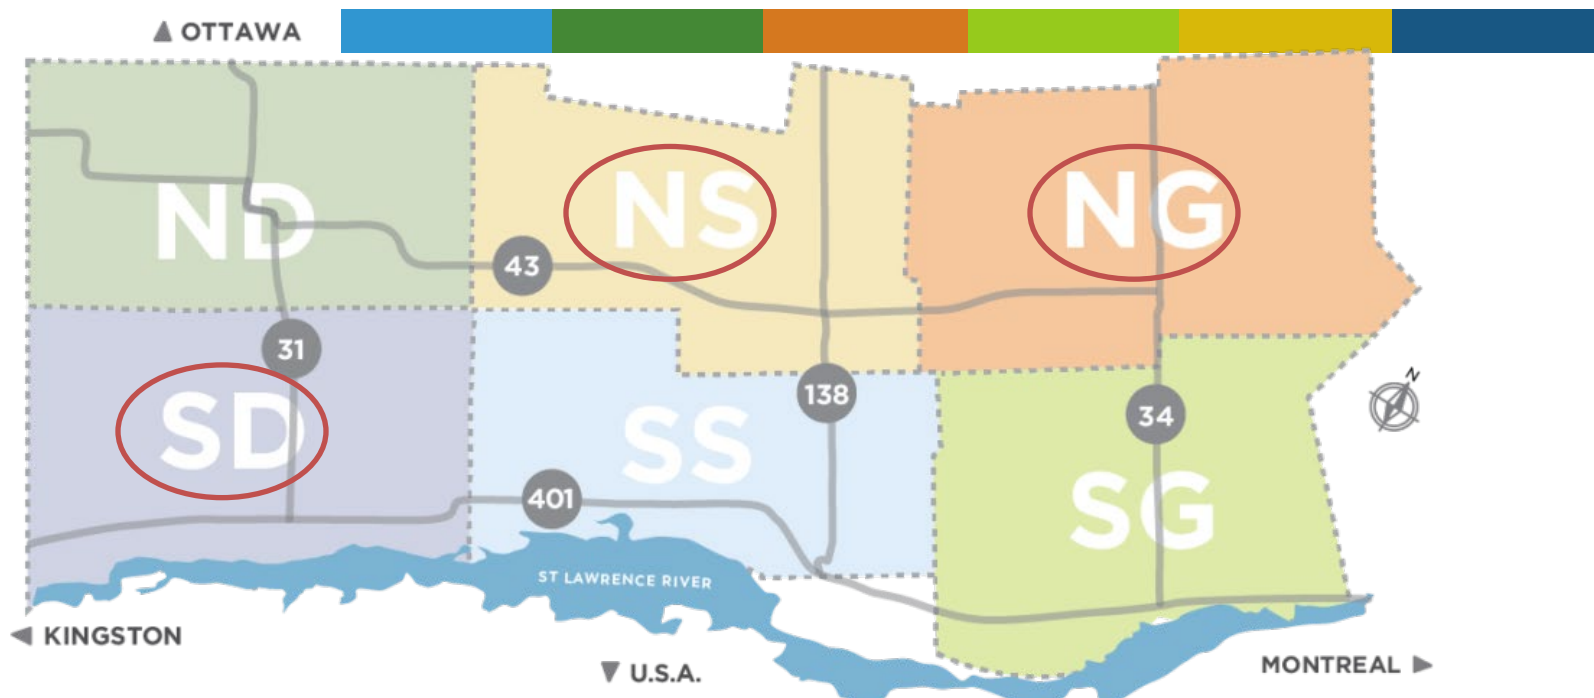 OTTAWA
ND
NS
NG
43
31
SD
138
SS
34
401
SG
N
ST LAWRENCE RIVER
KINGSTON
U.S.A.
MONTREAL